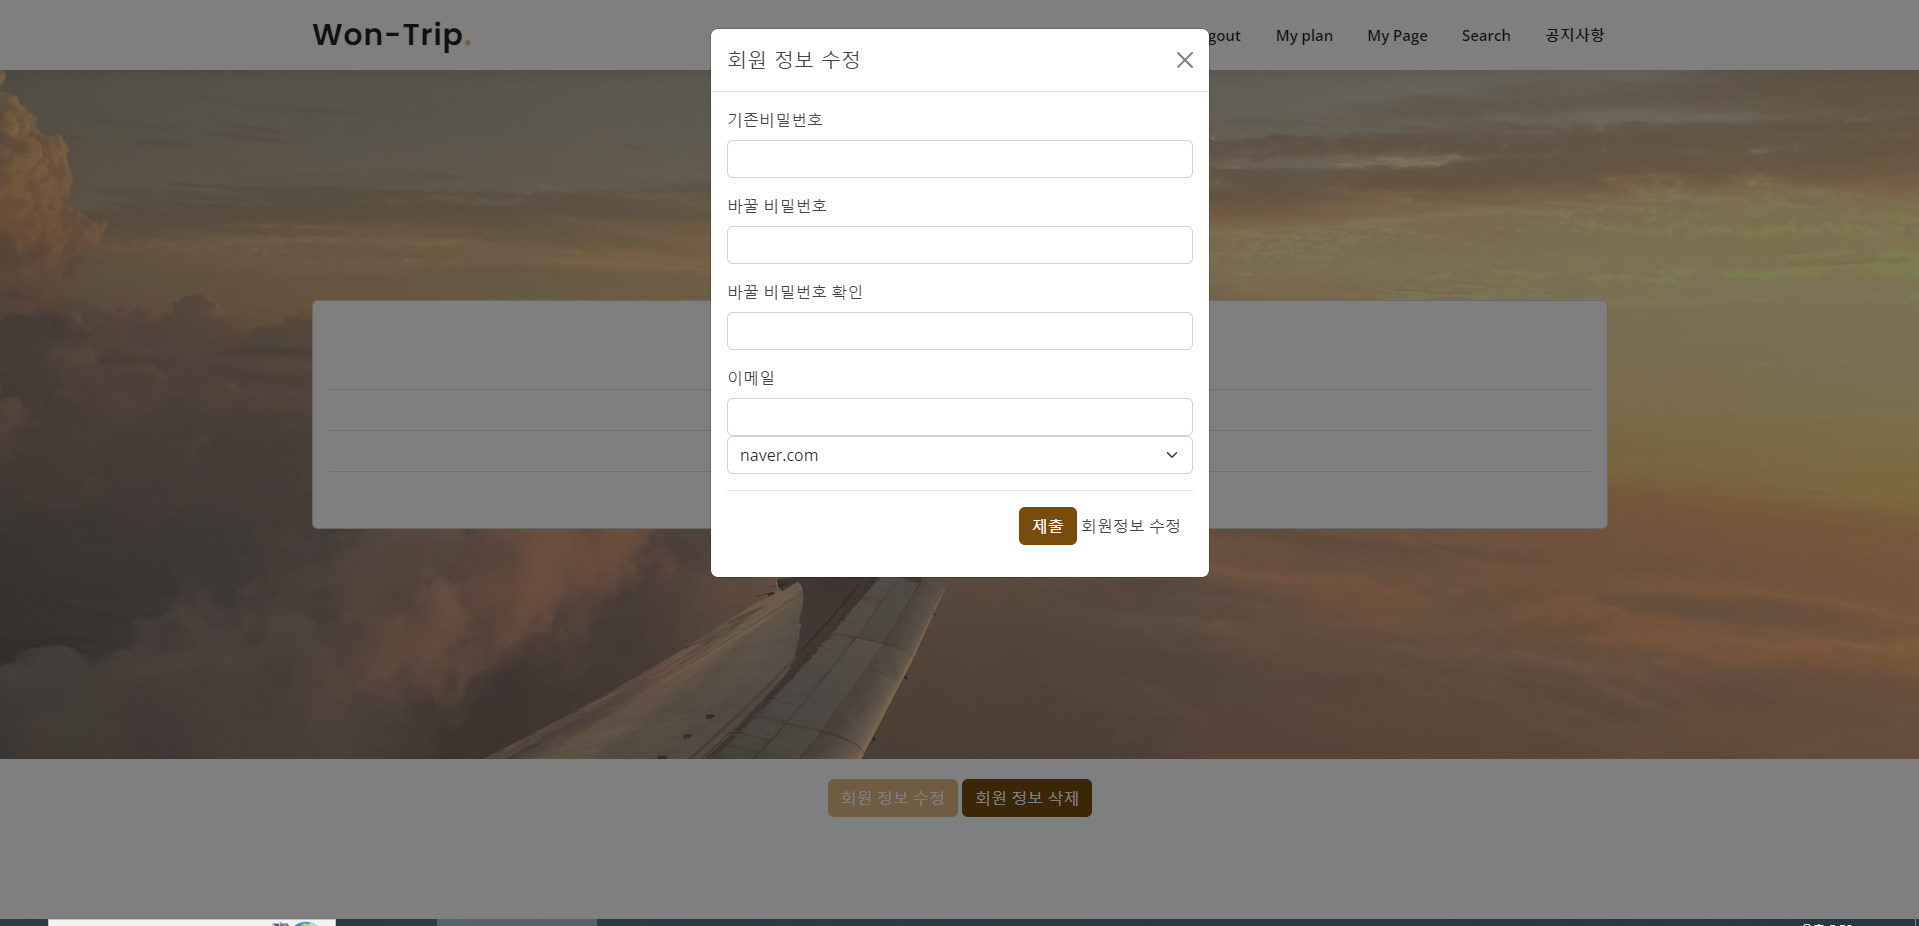 Won-Trip.
gout My plan My Page Search 공지사항
회원 정보 수정
기존비밀번호
바꿀 비밀번호
바꿀 비밀번호 확인
이메일
naver.com
제출 회원정보 수정
회원 정보 수정 회원 정보 삭제